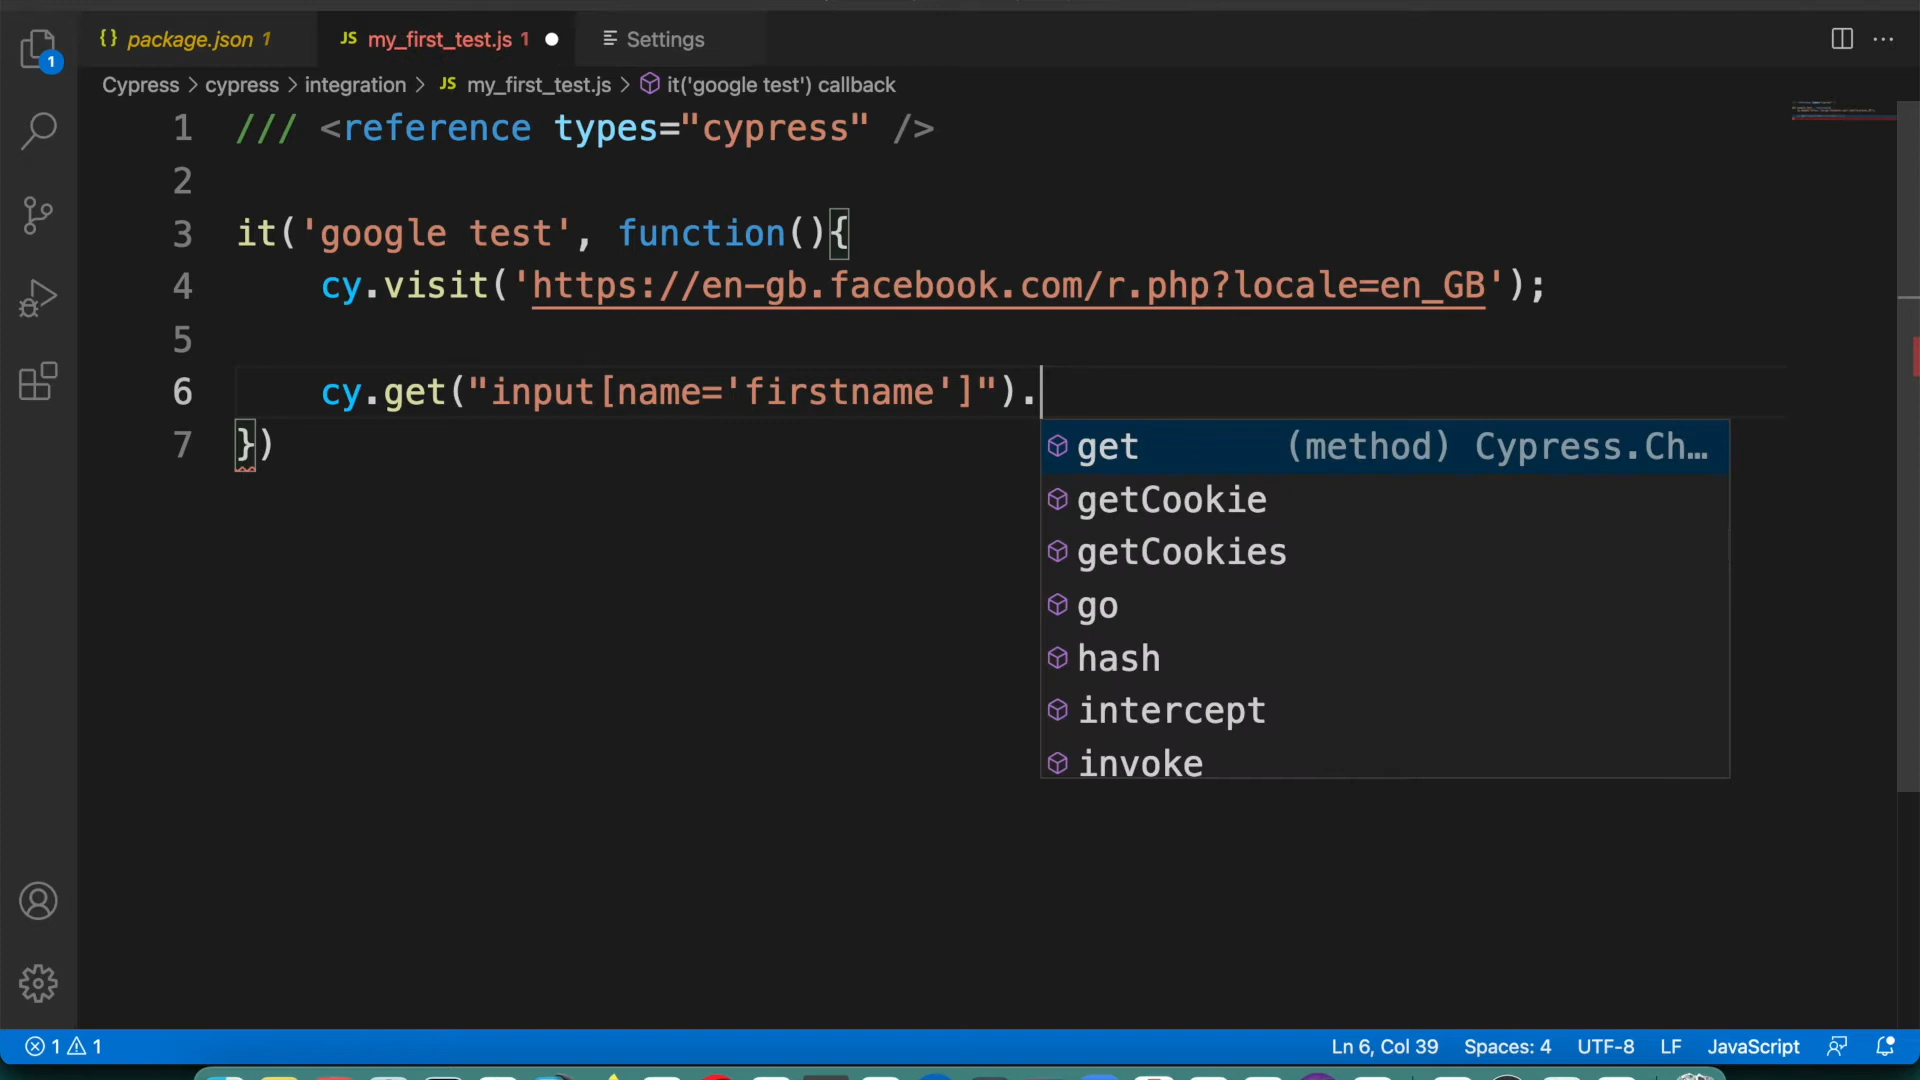 {} package.json 1
JS my_first_test.js 1
Settings
1
Cypress > cypress > integration > JS my_first_test.js > it('google test') callback
1 /// <reference types="cypress" />
2
3 it('google test', function(){
4 cy.visit('https://en-gb.facebook.com/r.php?locale=en_GB');
5
6 cy.get("input[name='firstname']").
7 })
get (method) Cypress.Ch…
getCookie
getCookies
go
hash
intercept
invoke
1 1
Ln 6, Col 39 Spaces: 4 UTF-8 LF JavaScript